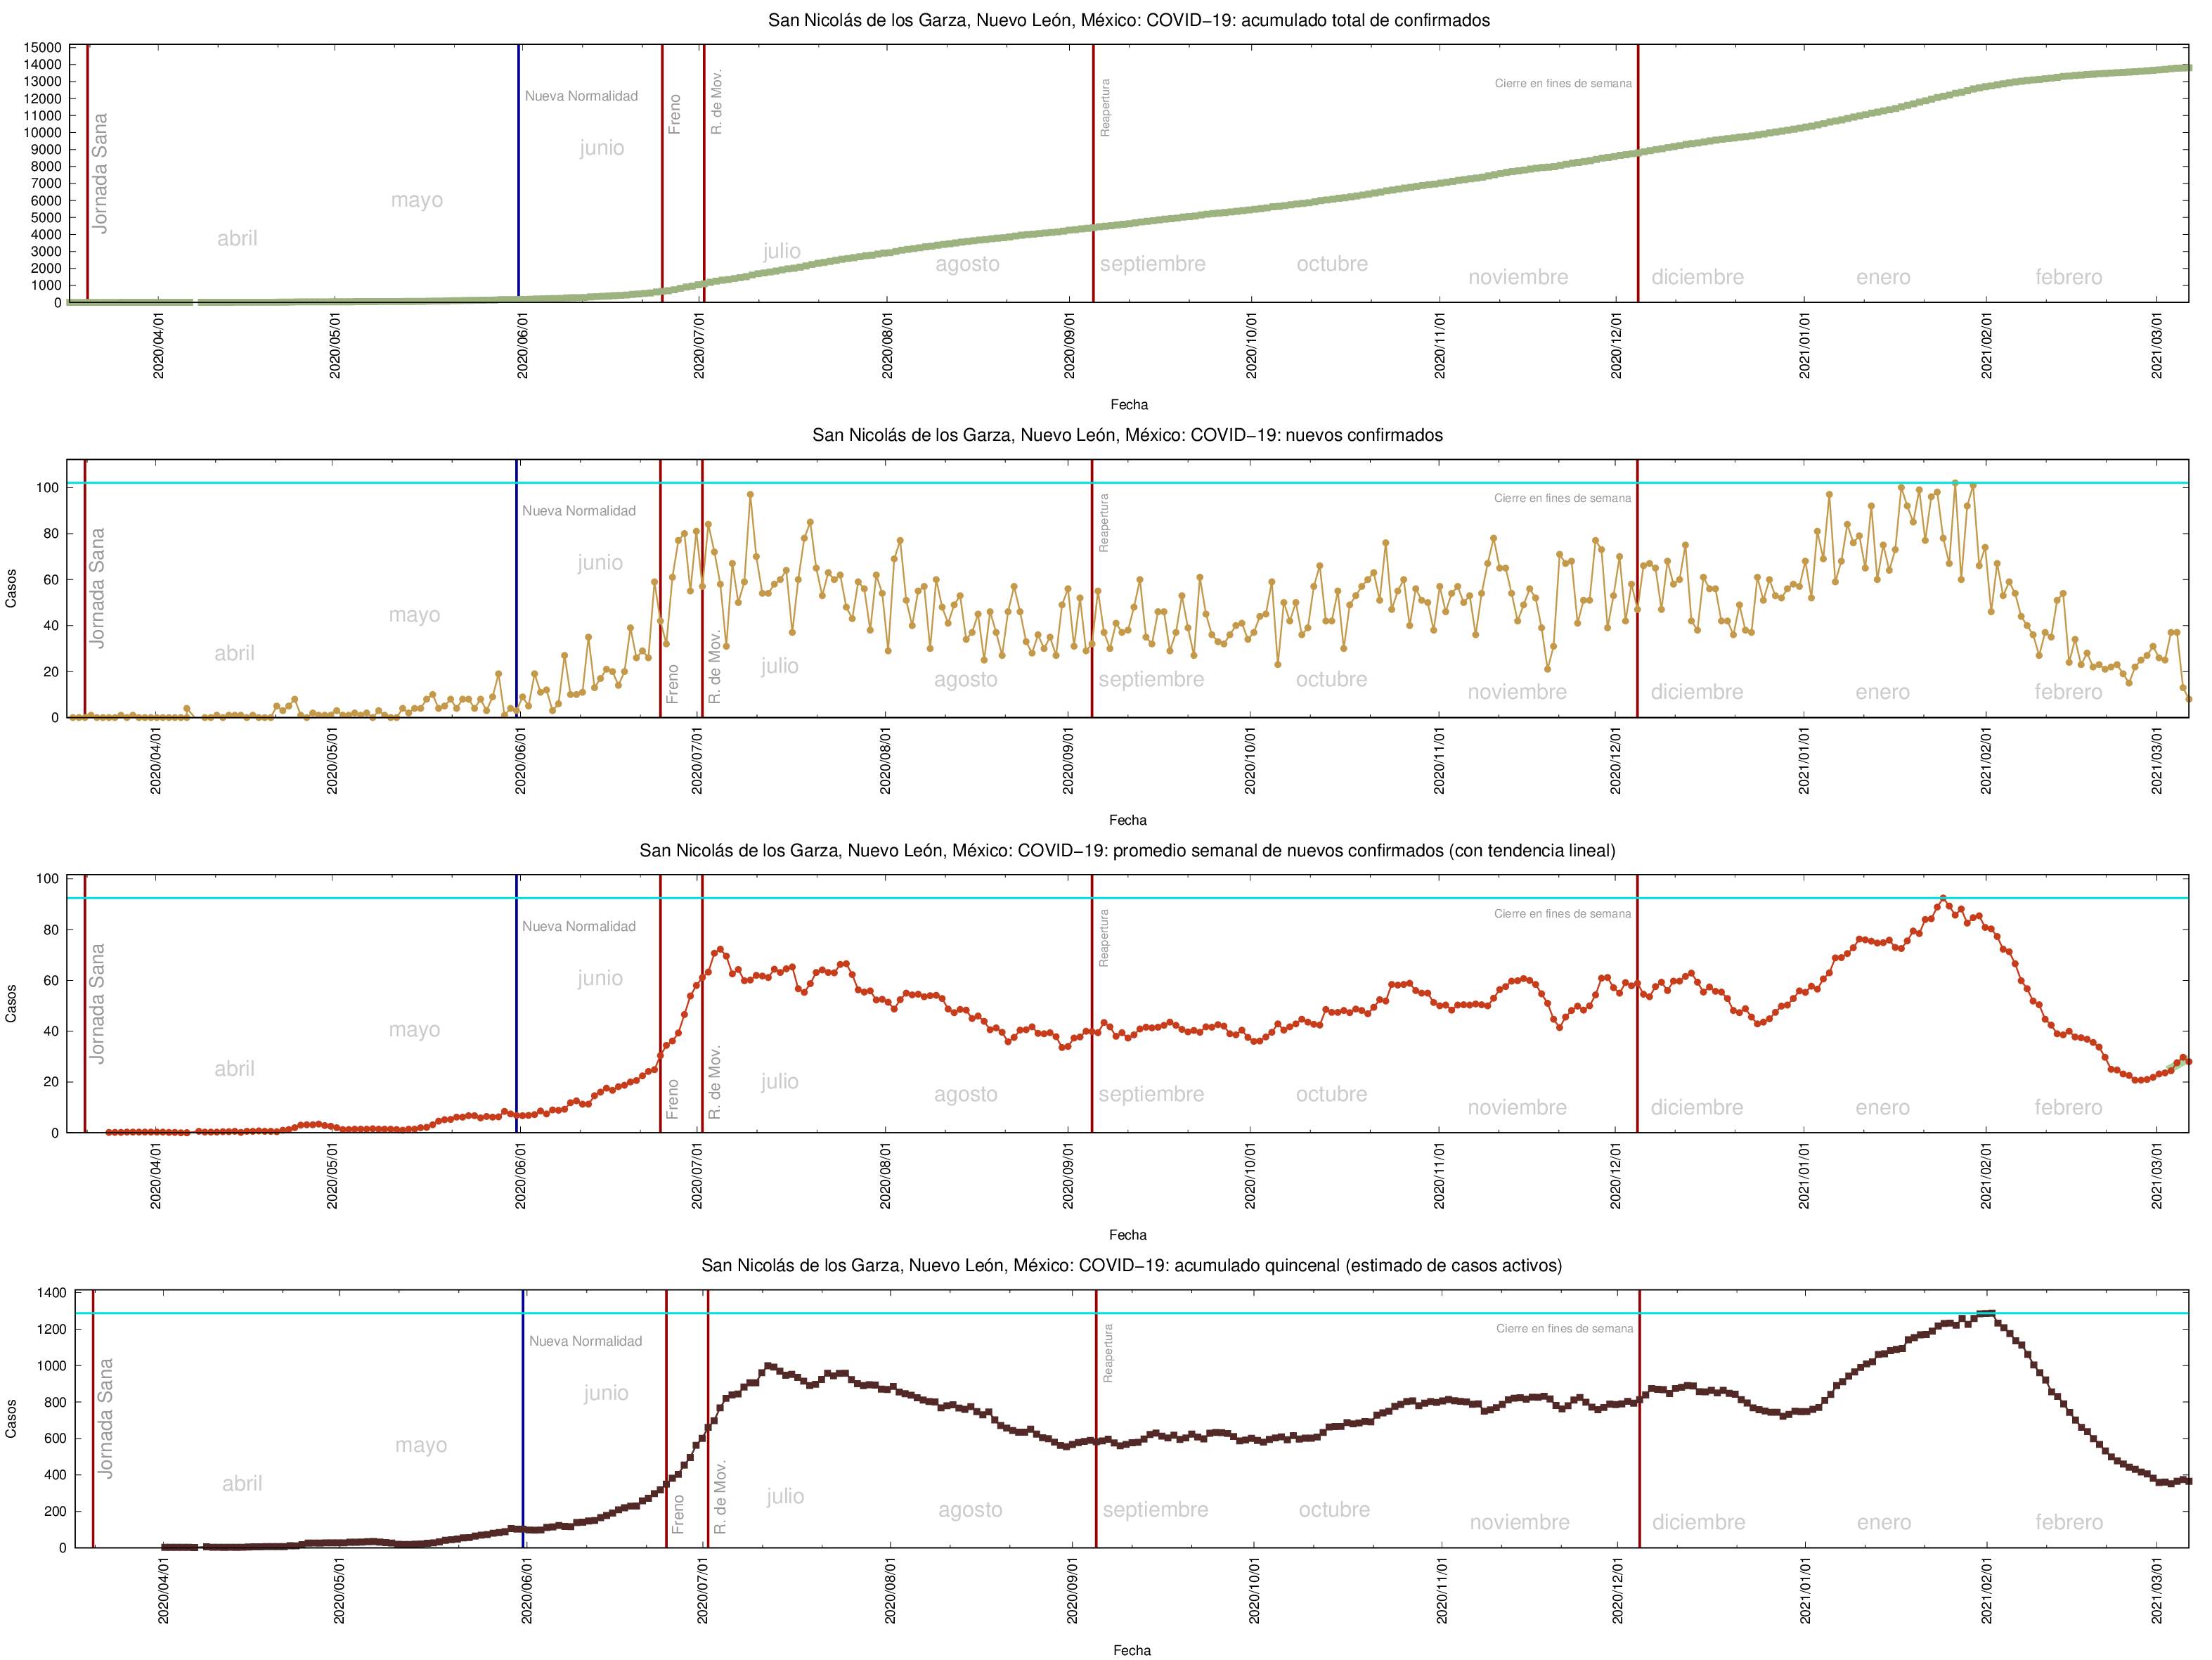 San Nicolás de los Garza, Nuevo León, México: COVID−19: acumulado total de confirmados
15000
14000
13000
12000
11000
10000
9000
8000
7000
6000
5000
4000
3000
2000
1000
0
Jornada Sana
abril
mayo
Nueva Normalidad
junio
Freno
R. de Mov.
julio
agosto
Reapertura
septiembre
octubre
noviembre
Cierre en fines de semana
diciembre
enero
febrero
2020/04/01
2020/05/01
2020/06/01
2020/07/01
2020/08/01
2020/09/01
2020/10/01
2020/11/01
2020/12/01
2021/01/01
2021/02/01
2021/03/01
Fecha
San Nicolás de los Garza, Nuevo León, México: COVID−19: nuevos confirmados
Casos
100
80
60
40
20
0
Jornada Sana
abril
mayo
Nueva Normalidad
junio
Freno
R. de Mov.
julio
agosto
Reapertura
septiembre
octubre
noviembre
Cierre en fines de semana
diciembre
enero
febrero
2020/04/01
2020/05/01
2020/06/01
2020/07/01
2020/08/01
2020/09/01
2020/10/01
2020/11/01
2020/12/01
2021/01/01
2021/02/01
2021/03/01
Fecha
San Nicolás de los Garza, Nuevo León, México: COVID−19: promedio semanal de nuevos confirmados (con tendencia lineal)
Casos
100
80
60
40
20
0
Jornada Sana
abril
mayo
Nueva Normalidad
junio
Freno
R. de Mov.
julio
agosto
Reapertura
septiembre
octubre
noviembre
Cierre en fines de semana
diciembre
enero
febrero
2020/04/01
2020/05/01
2020/06/01
2020/07/01
2020/08/01
2020/09/01
2020/10/01
2020/11/01
2020/12/01
2021/01/01
2021/02/01
2021/03/01
Fecha
San Nicolás de los Garza, Nuevo León, México: COVID−19: acumulado quincenal (estimado de casos activos)
Casos
1400
1200
1000
800
600
400
200
0
Jornada Sana
abril
mayo
Nueva Normalidad
junio
Freno
R. de Mov.
julio
agosto
Reapertura
septiembre
octubre
noviembre
Cierre en fines de semana
diciembre
enero
febrero
2020/04/01
2020/05/01
2020/06/01
2020/07/01
2020/08/01
2020/09/01
2020/10/01
2020/11/01
2020/12/01
2021/01/01
2021/02/01
2021/03/01
Fecha